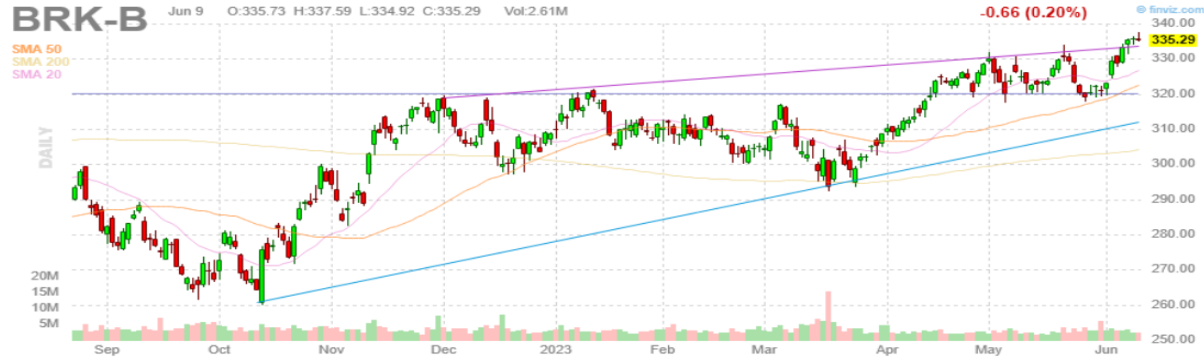 BRK-B Jun 9 O:335.73 H:337.59 L:334.92 C:335.29 Vol:2.61M -0.66 (0.20%) © finviz.com
SMA 50
SMA 200
SMA 20
DAILY
340.00
335.29
330.00
320.00
310.00
300.00
290.00
280.00
270.00
260.00
250.00
20M
15M
10M
5M
Sep Oct Nov Dec 2023 Feb Mar Apr May Jun